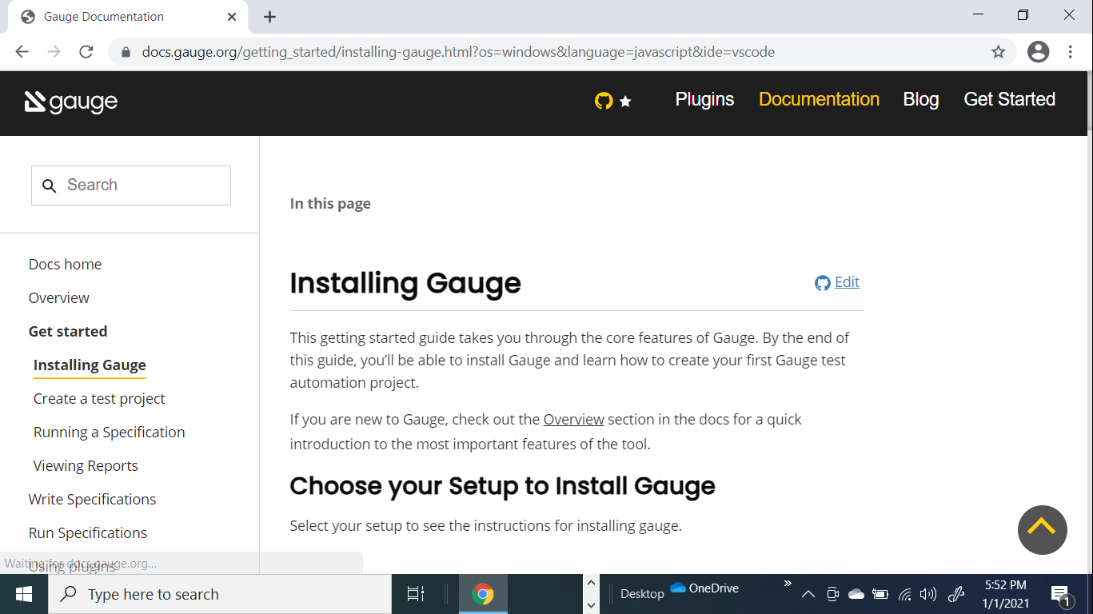 Gauge Documentation
docs.gauge.org/getting_started/installing-gauge.html?os=windows&language=javascript&ide=vscode
gauge
Plugins
Documentation
Blog
Get Started
Search
Docs home
Overview
Get started
Installing Gauge
Create a test project
Running a Specification
Viewing Reports
Write Specifications
Run Specifications
Using plugins
Waiting for docs.gauge.org...
In this page
Installing Gauge
Edit
This getting started guide takes you through the core features of Gauge. By the end of
this guide, you’ll be able to install Gauge and learn how to create your first Gauge test
automation project.
If you are new to Gauge, check out the Overview section in the docs for a quick
introduction to the most important features of the tool.
Choose your Setup to Install Gauge
Select your setup to see the instructions for installing gauge.
Type here to search
Desktop
OneDrive
5:52 PM
1/1/2021
1